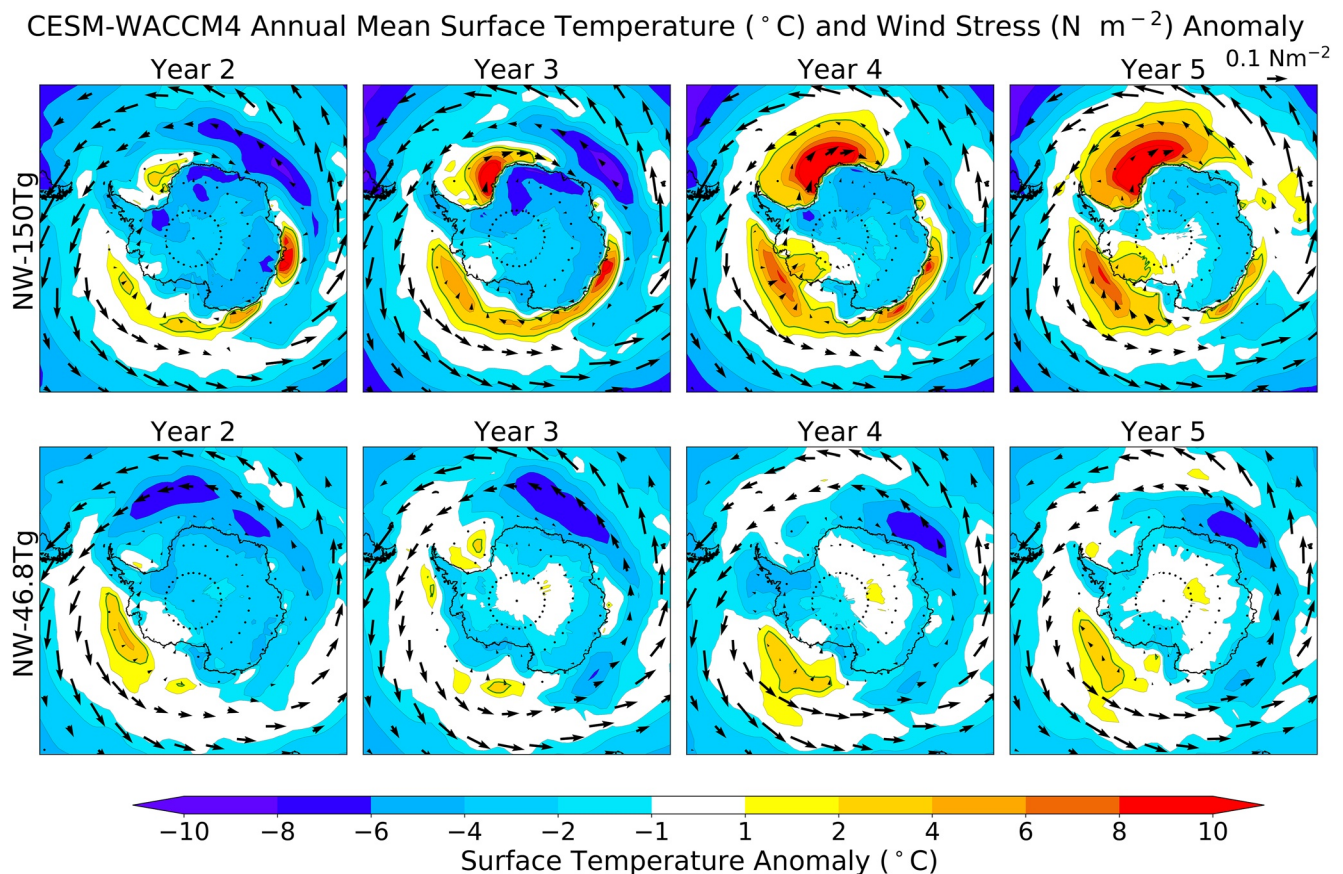 CESM-WACCM4 Annual Mean Surface Temperature (°C) and Wind Stress (N m⁻²) Anomaly
0.1 Nm⁻²
Year 2 Year 3 Year 4 Year 5
NW-150Tg
Year 2 Year 3 Year 4 Year 5
NW-46.8Tg
−10 −8 −6 −4 −2 −1 1 2 4 6 8 10
Surface Temperature Anomaly (°C)